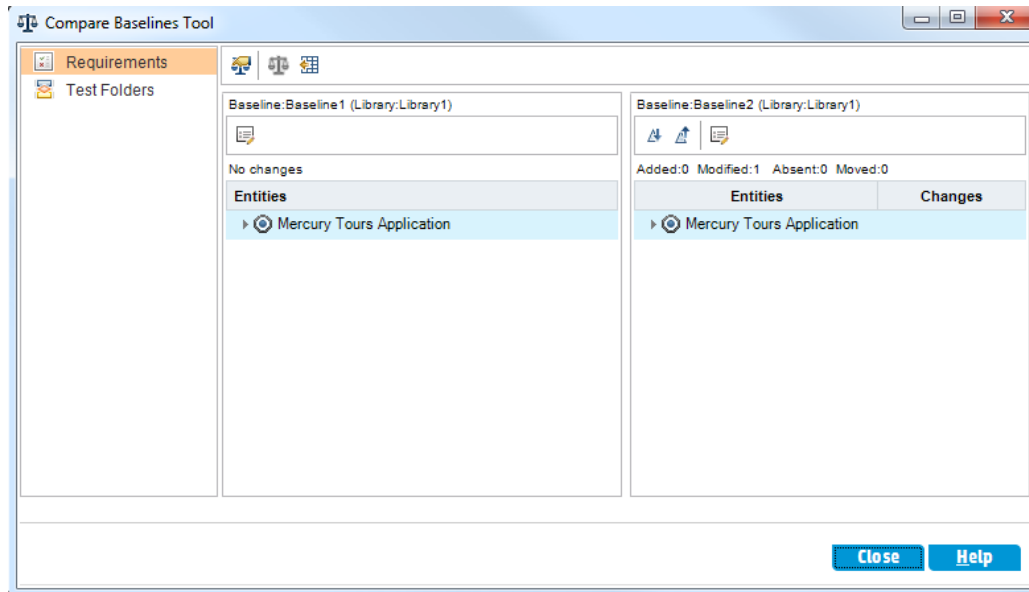 Compare Baselines Tool
Requirements
Test Folders
Baseline:Baseline1 (Library:Library1)
No changes
Entities
Mercury Tours Application
Baseline:Baseline2 (Library:Library1)
Added:0 Modified:1 Absent:0 Moved:0
Entities Changes
Mercury Tours Application
Close Help